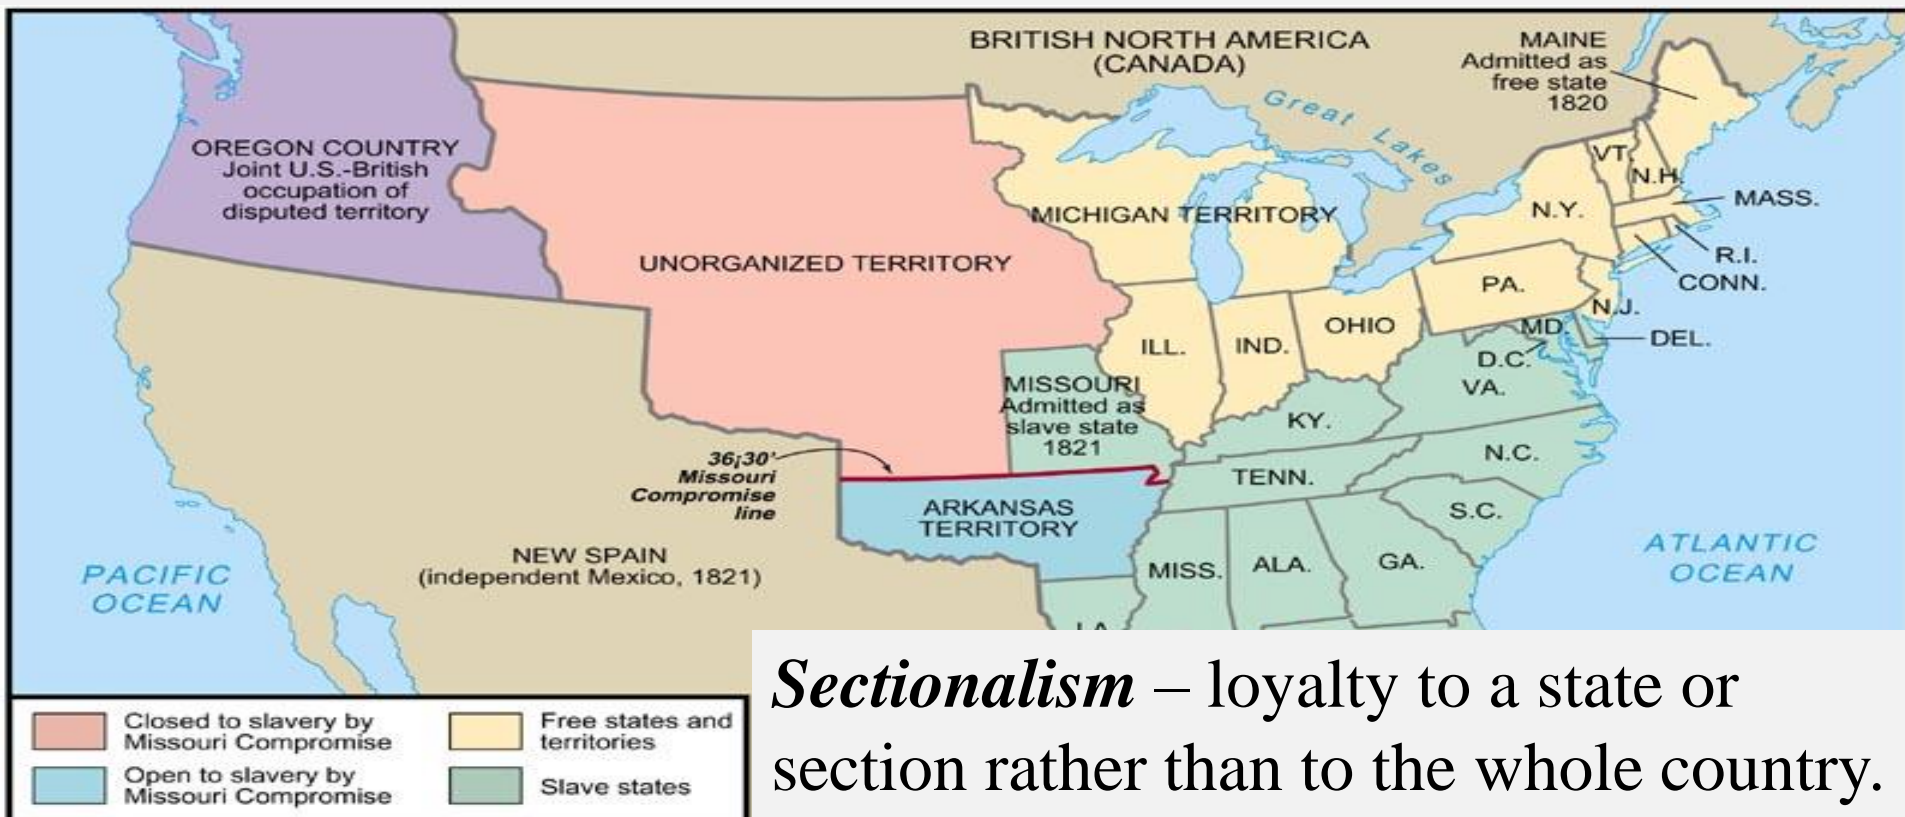 BRITISH NORTH AMERICA
(CANADA)
MAINE
Admitted as
free state
1820
Great Lakes
OREGON COUNTRY
Joint U.S.-British
occupation of
disputed territory
UNORGANIZED TERRITORY
MICHIGAN TERRITORY
VT.
N.H.
MASS.
N.Y.
R.I.
CONN.
PA.
N.J.
OHIO
MD.
DEL.
ILL.
IND.
D.C.
VA.
MISSOURI
Admitted as
slave state
1821
KY.
36¡30'
Missouri
Compromise
line
N.C.
TENN.
ARKANSAS
TERRITORY
S.C.
NEW SPAIN
(independent Mexico, 1821)
MISS.
ALA.
GA.
PACIFIC
OCEAN
ATLANTIC
OCEAN
LA.
Closed to slavery by
Missouri Compromise
Open to slavery by
Missouri Compromise
Free states and
territories
Slave states
Sectionalism – loyalty to a state or
section rather than to the whole country.